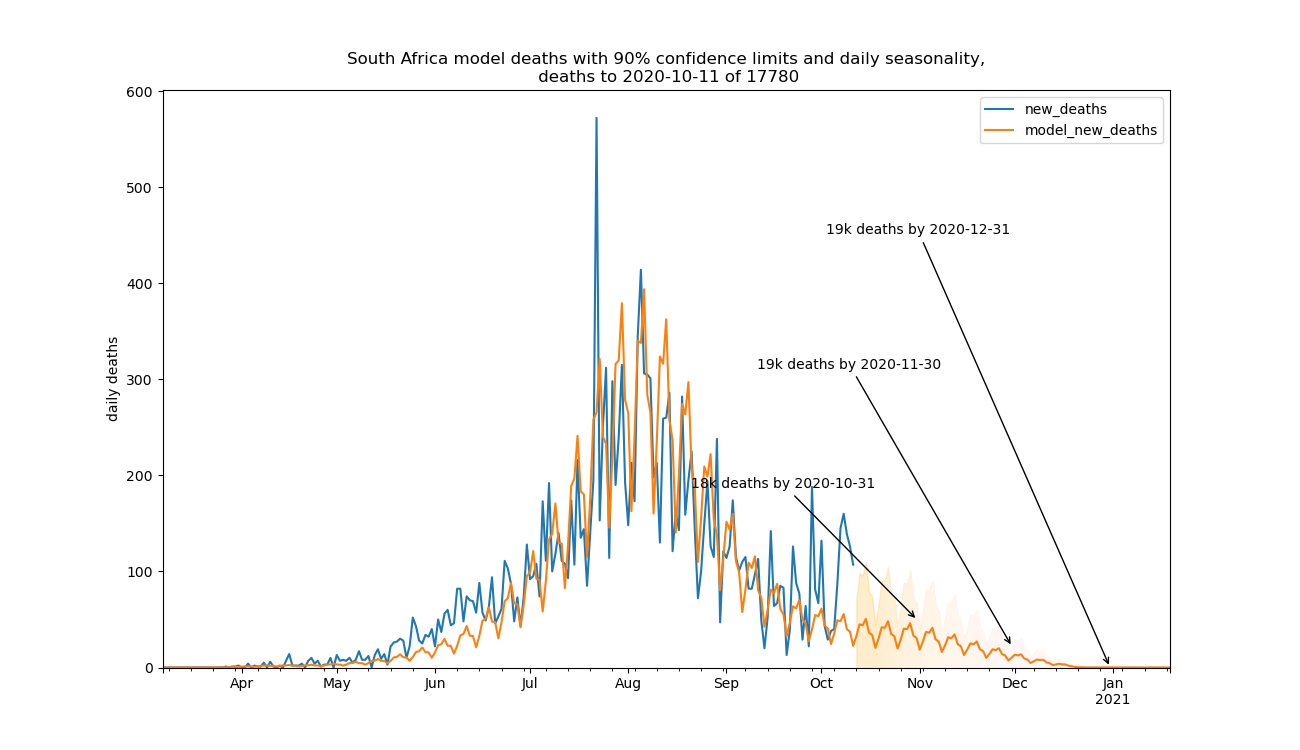 South Africa model deaths with 90% confidence limits and daily seasonality,
deaths to 2020-10-11 of 17780
600
500
400
300
200
100
0
daily deaths
new_deaths
model_new_deaths
19k deaths by 2020-12-31
19k deaths by 2020-11-30
18k deaths by 2020-10-31
Apr
May
Jun
Jul
Aug
Sep
Oct
Nov
Dec
Jan
2021